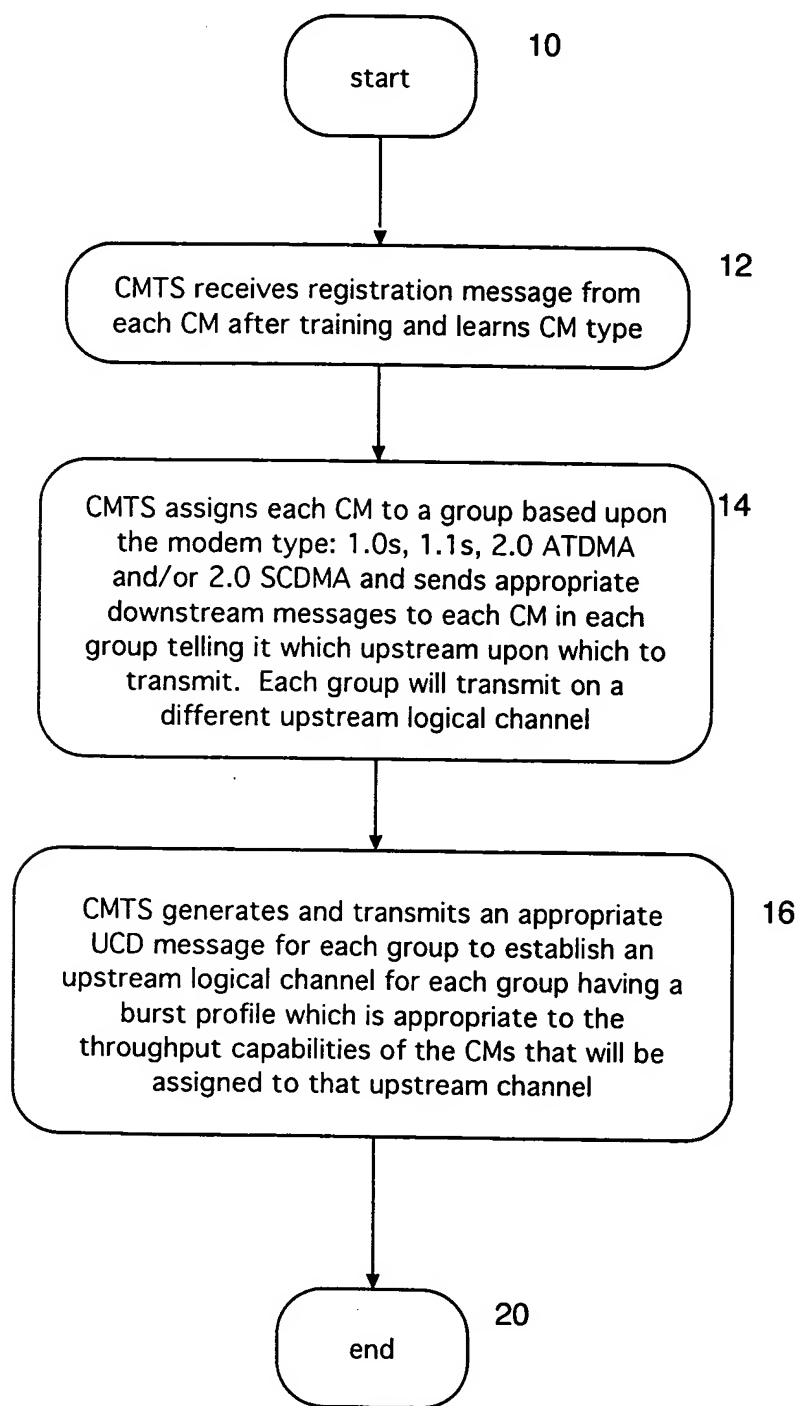 10
start
12
CMTS receives registration message from
each CM after training and learns CM type
14
CMTS assigns each CM to a group based upon
the modem type: 1.0s, 1.1s, 2.0 ATDMA
and/or 2.0 SCDMA and sends appropriate
downstream messages to each CM in each
group telling it which upstream upon which to
transmit. Each group will transmit on a
different upstream logical channel
16
CMTS generates and transmits an appropriate
UCD message for each group to establish an
upstream logical channel for each group having a
burst profile which is appropriate to the
throughput capabilities of the CMs that will be
assigned to that upstream channel
20
end